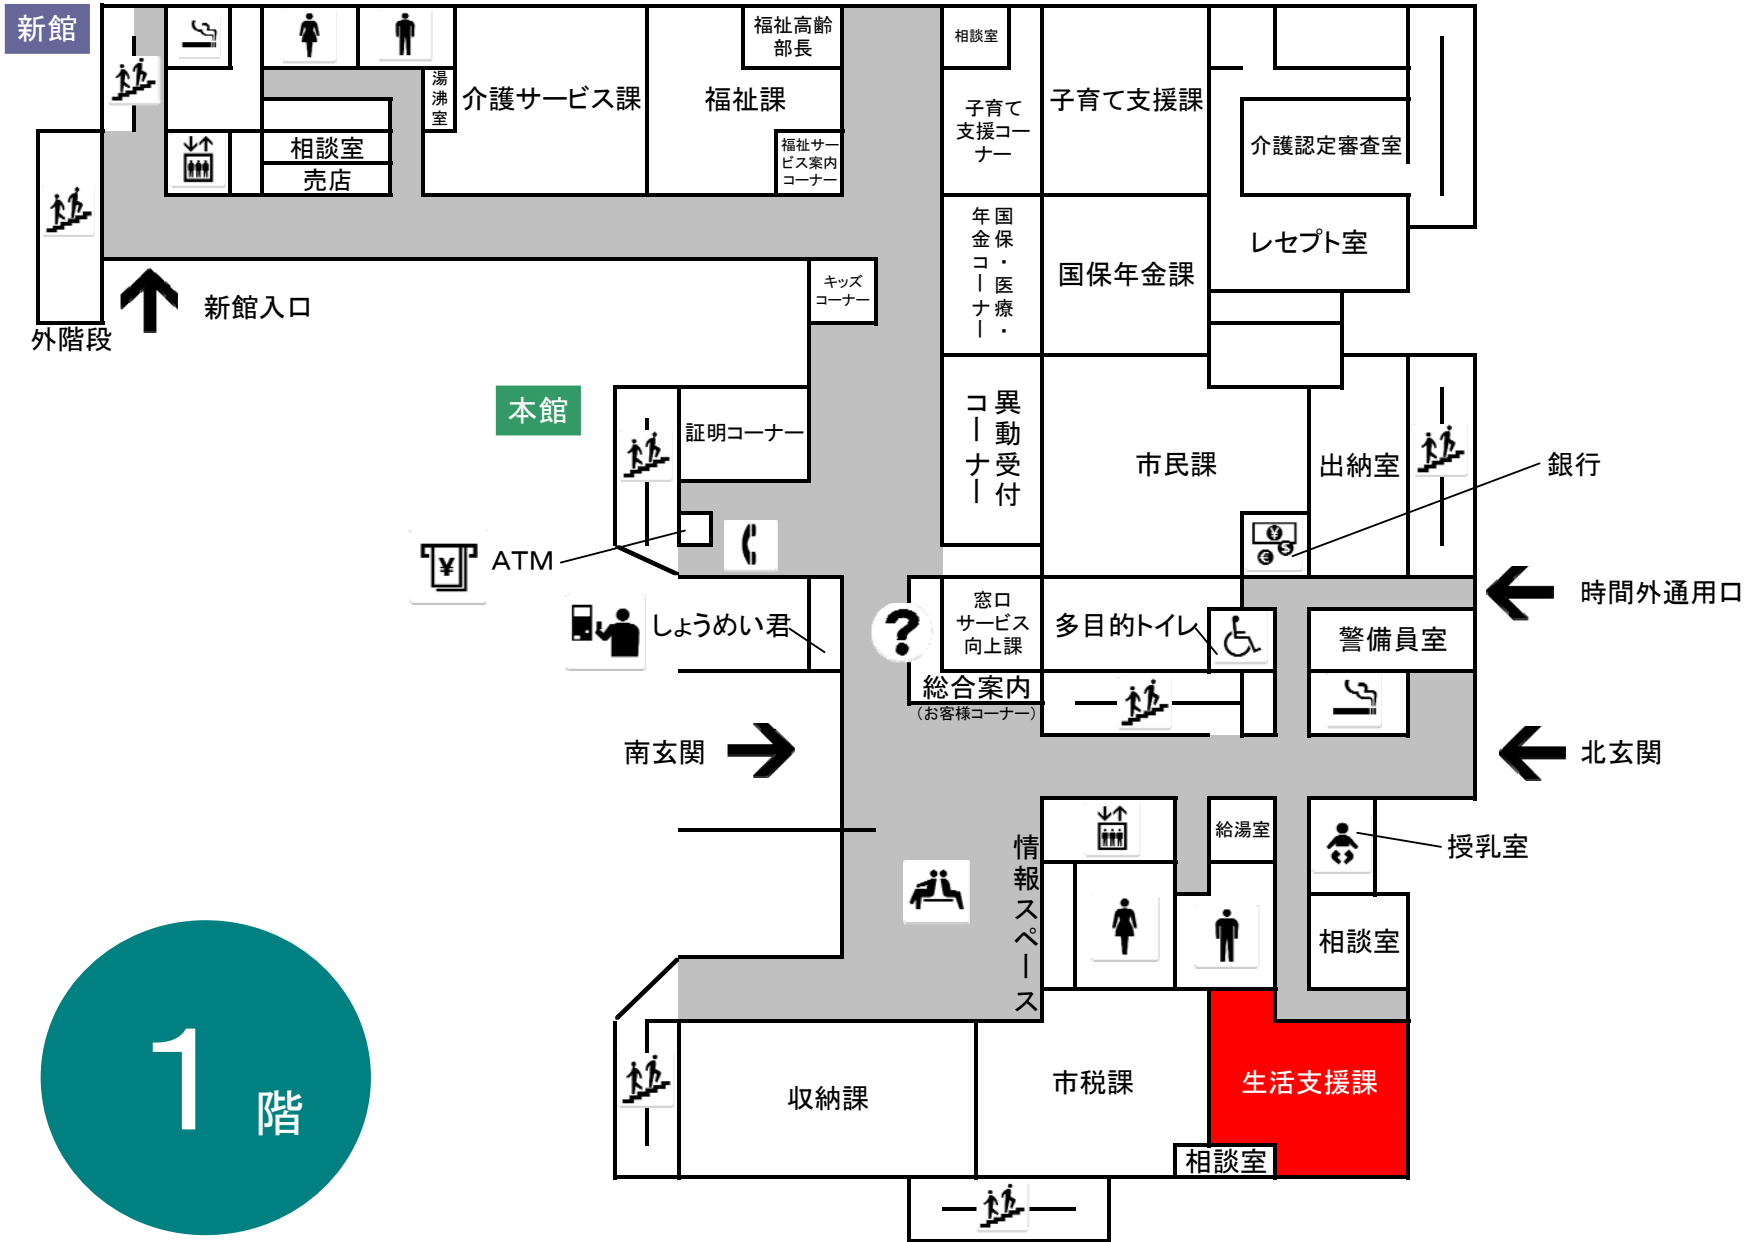 新館
福祉高齢
部長
相談室
湯
沸
室
介護サービス課
福祉課
子育て
支援コー
ナー
子育て支援課
介護認定審査室
相談室
売店
福祉サー
ビス案内
コーナー
国保・医療・
年金コーナー
国保年金課
レセプト室
キッズ
コーナー
新館入口
外階段
本館
証明コーナー
異動受付
コーナー
市民課
出納室
銀行
ATM
しょうめい君
窓口
サービス
向上課
多目的トイレ
時間外通用口
警備員室
総合案内
(お客様コーナー)
南玄関
北玄関
情報スペース
給湯室
授乳室
相談室
1階
収納課
市税課
生活支援課
相談室